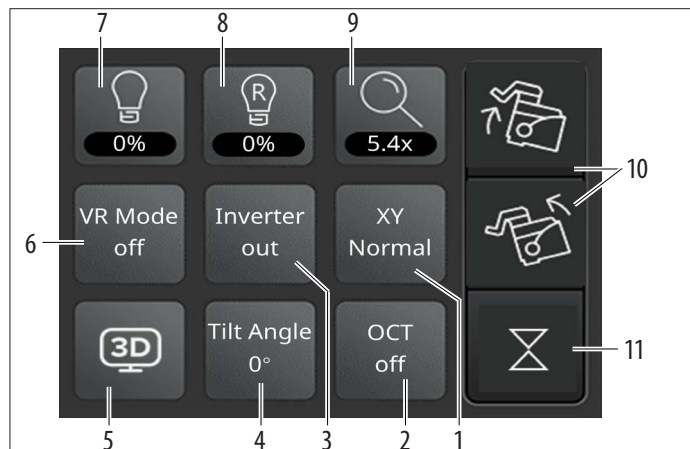 7 8 9
R
0% 0% 5.4x
10
VR Mode Inverter XY
6 off out Normal
3D Tilt Angle OCT
0° off
11
5 4 3 2 1